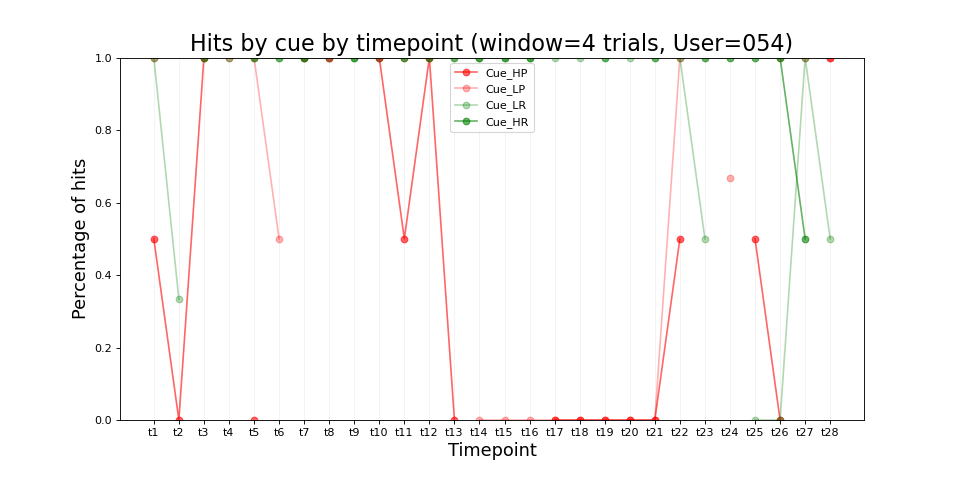 Hits by cue by timepoint (window=4 trials, User=054)
Percentage of hits
1.0
0.8
0.6
0.4
0.2
0.0
Cue_HP
Cue_LP
Cue_LR
Cue_HR
t1 t2 t3 t4 t5 t6 t7 t8 t9 t10 t11 t12 t13 t14 t15 t16 t17 t18 t19 t20 t21 t22 t23 t24 t25 t26 t27 t28
Timepoint